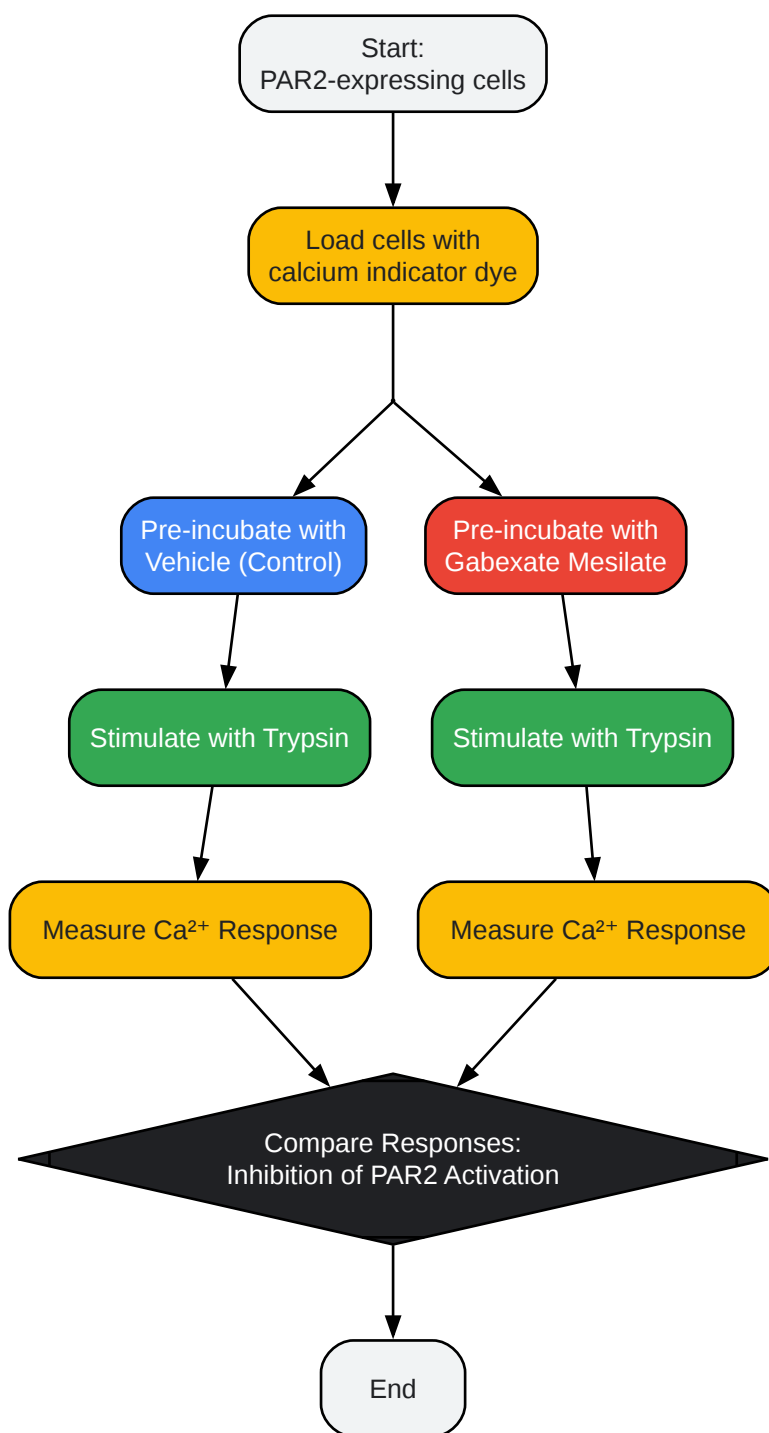 Start:
PAR2-expressing cells
Load cells with
calcium indicator dye
Pre-incubate with
Vehicle (Control)
Pre-incubate with
Gabexate Mesilate
Stimulate with Trypsin
Stimulate with Trypsin
Measure Ca²⁺ Response
Measure Ca²⁺ Response
Compare Responses:
Inhibition of PAR2 Activation
End